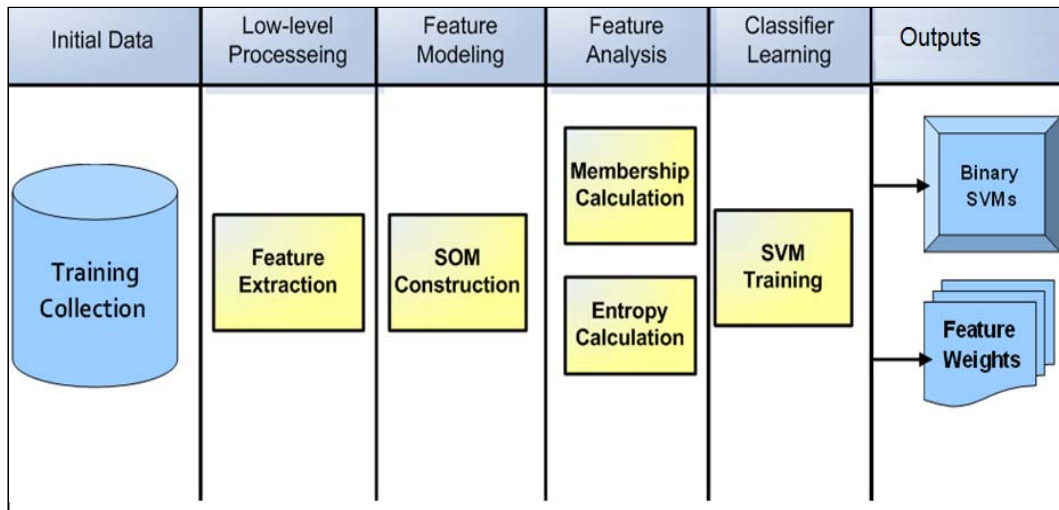 Initial Data
Low-level
Processeing
Feature
Modeling
Feature
Analysis
Classifier
Learning
Outputs
Training
Collection
Feature
Extraction
SOM
Construction
Membership
Calculation
Entropy
Calculation
SVM
Training
Binary
SVMs
Feature
Weights